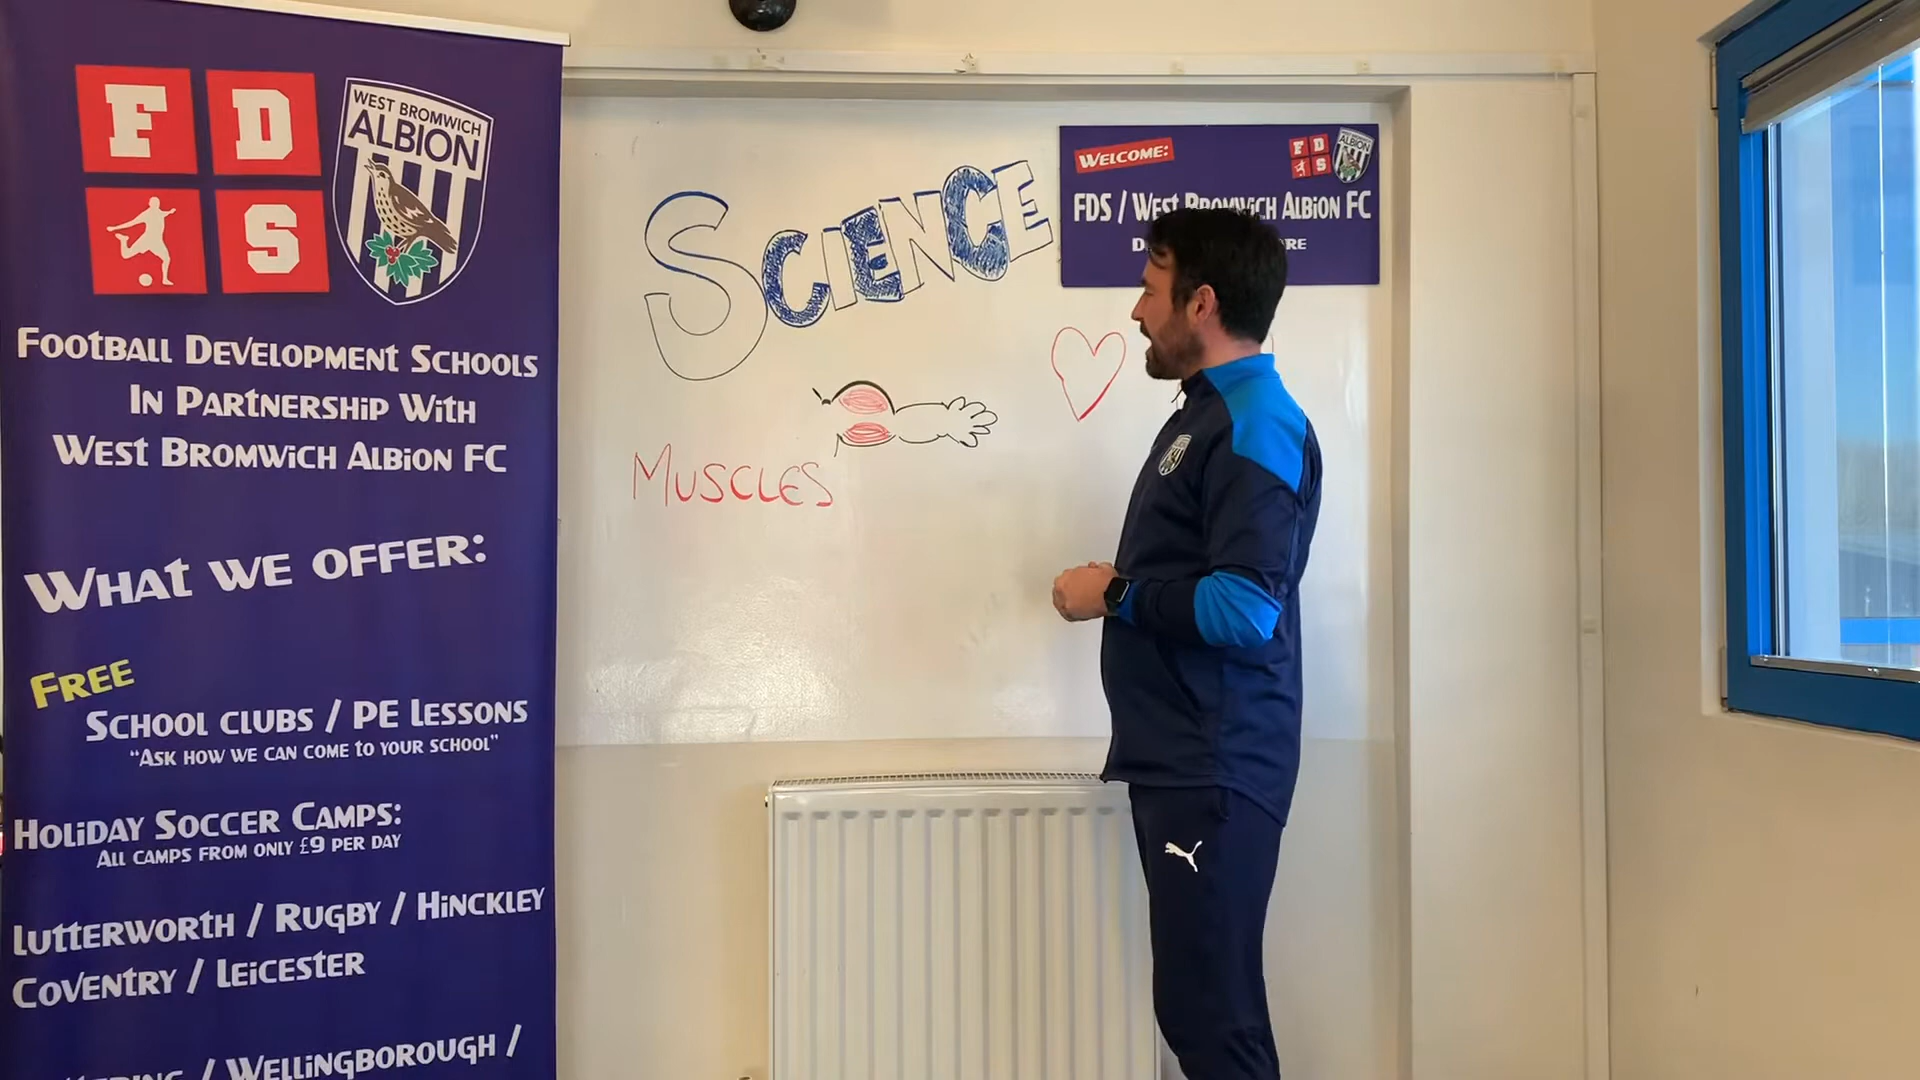 F D
S
WEST BROMWICH
ALBION
FOOTBALL DEVELOPMENT SCHOOLS
IN PARTNERSHIP WITH
WEST BROMWICH ALBION FC
WHAT WE OFFER:
FREE
SCHOOL CLUBS / PE LESSONS
"ASK HOW WE CAN COME TO YOUR SCHOOL"
HOLIDAY SOCCER CAMPS:
ALL CAMPS FROM ONLY £9 PER DAY
LUTTERWORTH / RUGBY / HINCKLEY
COVENTRY / LEICESTER
/ WELLINGBOROUGH /
SCIENCE
MUSCLES
WELCOME:
F D
S
ALBION
FDS / WEST BROMWICH ALBION FC